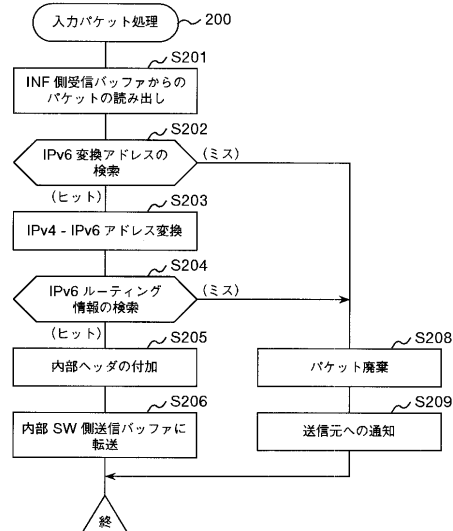 入力パケット処理
200
S201
INF 側受信バッファからの
パケットの読み出し
S202
IPv6 変換アドレスの
検索
(ミス)
(ヒット)
S203
IPv4 - IPv6 アドレス変換
S204
IPv6 ルーティング
情報の検索
(ミス)
(ヒット)
S205
内部ヘッダの付加
S208
パケット廃棄
S206
内部 SW 側送信バッファに
転送
S209
送信元への通知
終